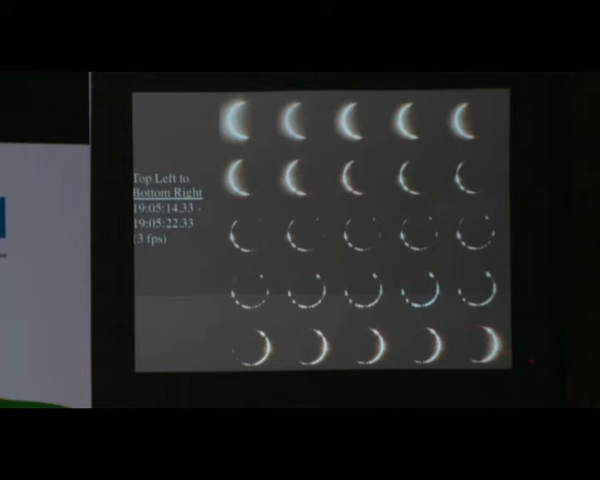 Top Left to
Bottom Right
19:05:14.33 -
19:05:22.33
(3 fps)